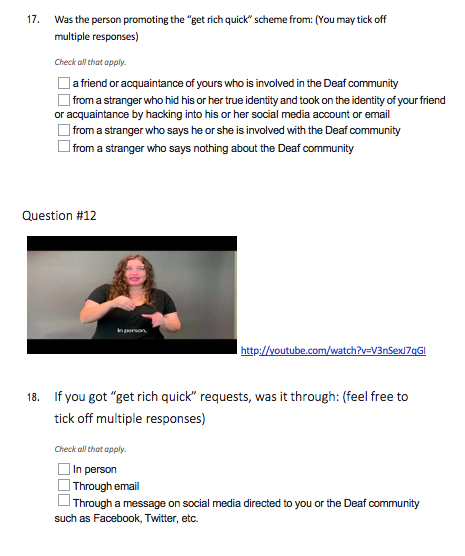 17. Was the person promoting the “get rich quick” scheme from: (You may tick off
multiple responses)
Check all that apply.
a friend or acquaintance of yours who is involved in the Deaf community
from a stranger who hid his or her true identity and took on the identity of your friend
or acquaintance by hacking into his or her social media account or email
from a stranger who says he or she is involved with the Deaf community
from a stranger who says nothing about the Deaf community
Question #12
In person,
http://youtube.com/watch?v=V3nSexJ7qGI
18. If you got “get rich quick” requests, was it through: (feel free to
tick off multiple responses)
Check all that apply.
In person
Through email
Through a message on social media directed to you or the Deaf community
such as Facebook, Twitter, etc.